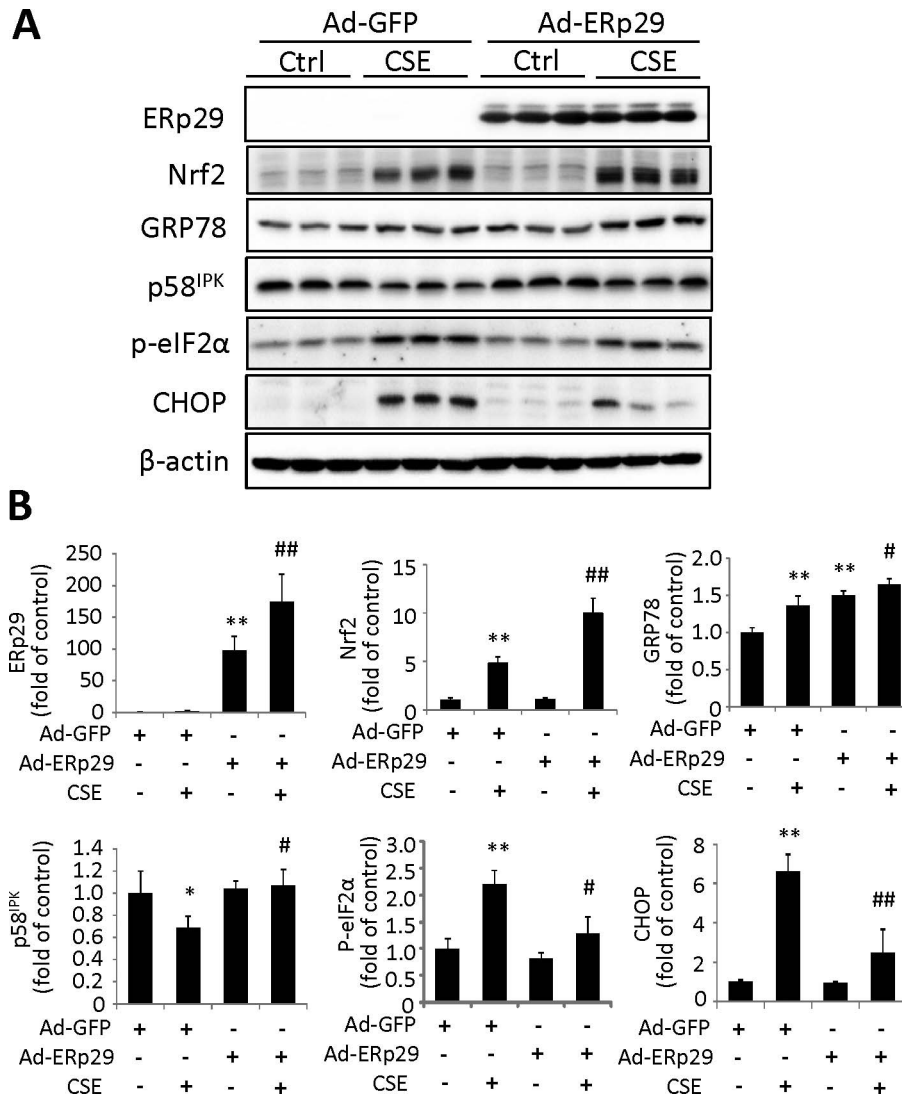 A
Ad-GFP Ad-ERp29
Ctrl CSE Ctrl CSE
ERp29
Nrf2
GRP78
p58IPK
p-eIF2α
CHOP
β-actin
B
ERp29
(fold of control)
250
200
150
100
50
0
**
##
Ad-GFP + + - -
Ad-ERp29 - - + +
CSE - + - +
Nrf2
(fold of control)
15
10
5
0
**
##
+ + - -
- - + +
- + - +
GRP78
(fold of control)
2.0
1.5
1.0
0.5
0.0
**
**
#
Ad-GFP + + - -
Ad-ERp29 - - + +
CSE - + - +
p58IPK
(fold of control)
1.4
1.2
1.0
0.8
0.6
0.4
0.2
0
*
#
Ad-GFP + + - -
Ad-ERp29 - - + +
CSE - + - +
P-eIF2α
(fold of control)
3.0
2.5
2.0
1.5
1.0
0.5
0.0
**
#
Ad-GFP + + - -
Ad-ERp29 - - + +
CSE - + - +
CHOP
(fold of control)
8
6
4
2
0
**
##
Ad-GFP + + - -
Ad-ERp29 - - + +
CSE - + - +